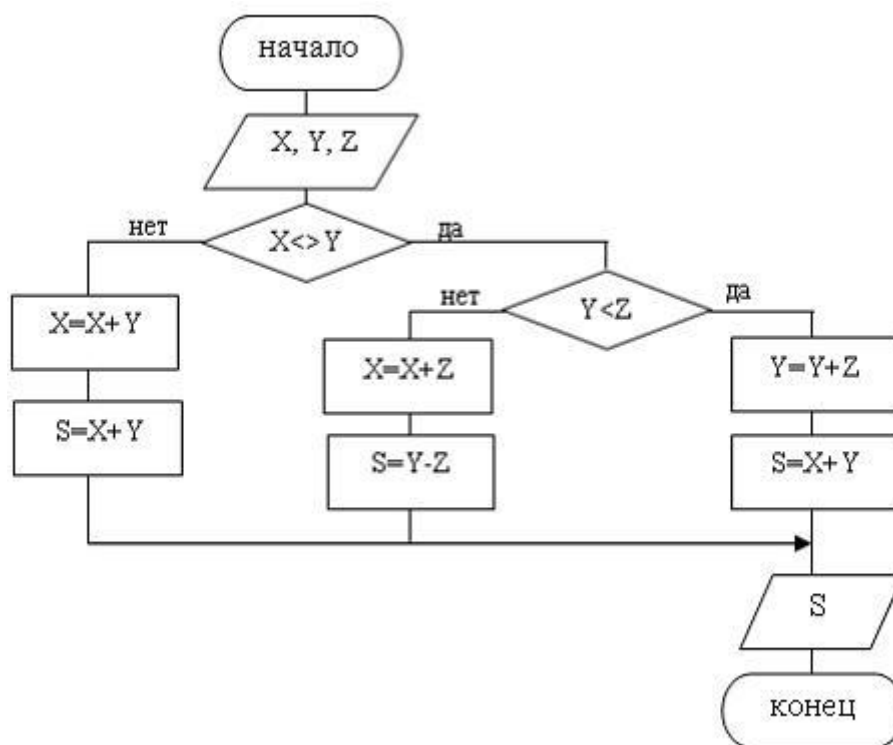 начало
X, Y, Z
нет
X<>Y
да
нет
Y<Z
да
X=X+Y
X=X+Z
Y=Y+Z
S=X+Y
S=Y-Z
S=X+Y
S
конец